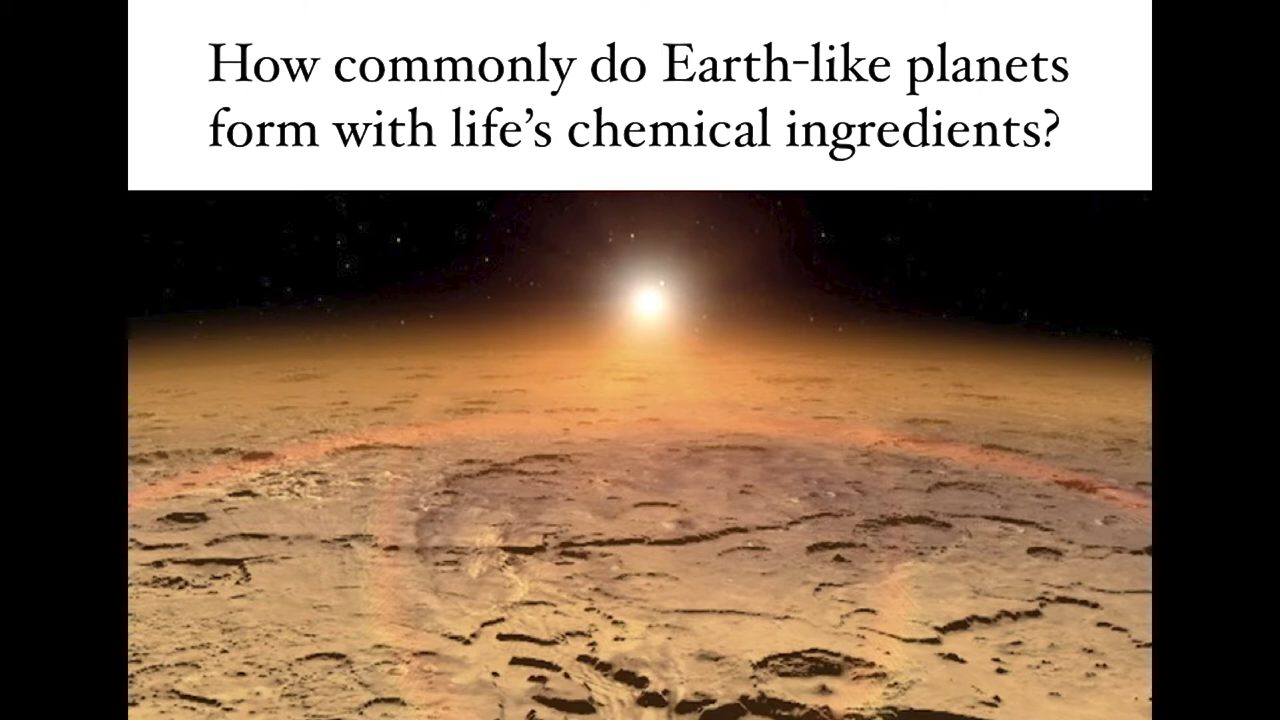 How commonly do Earth-like planets
form with life’s chemical ingredients?